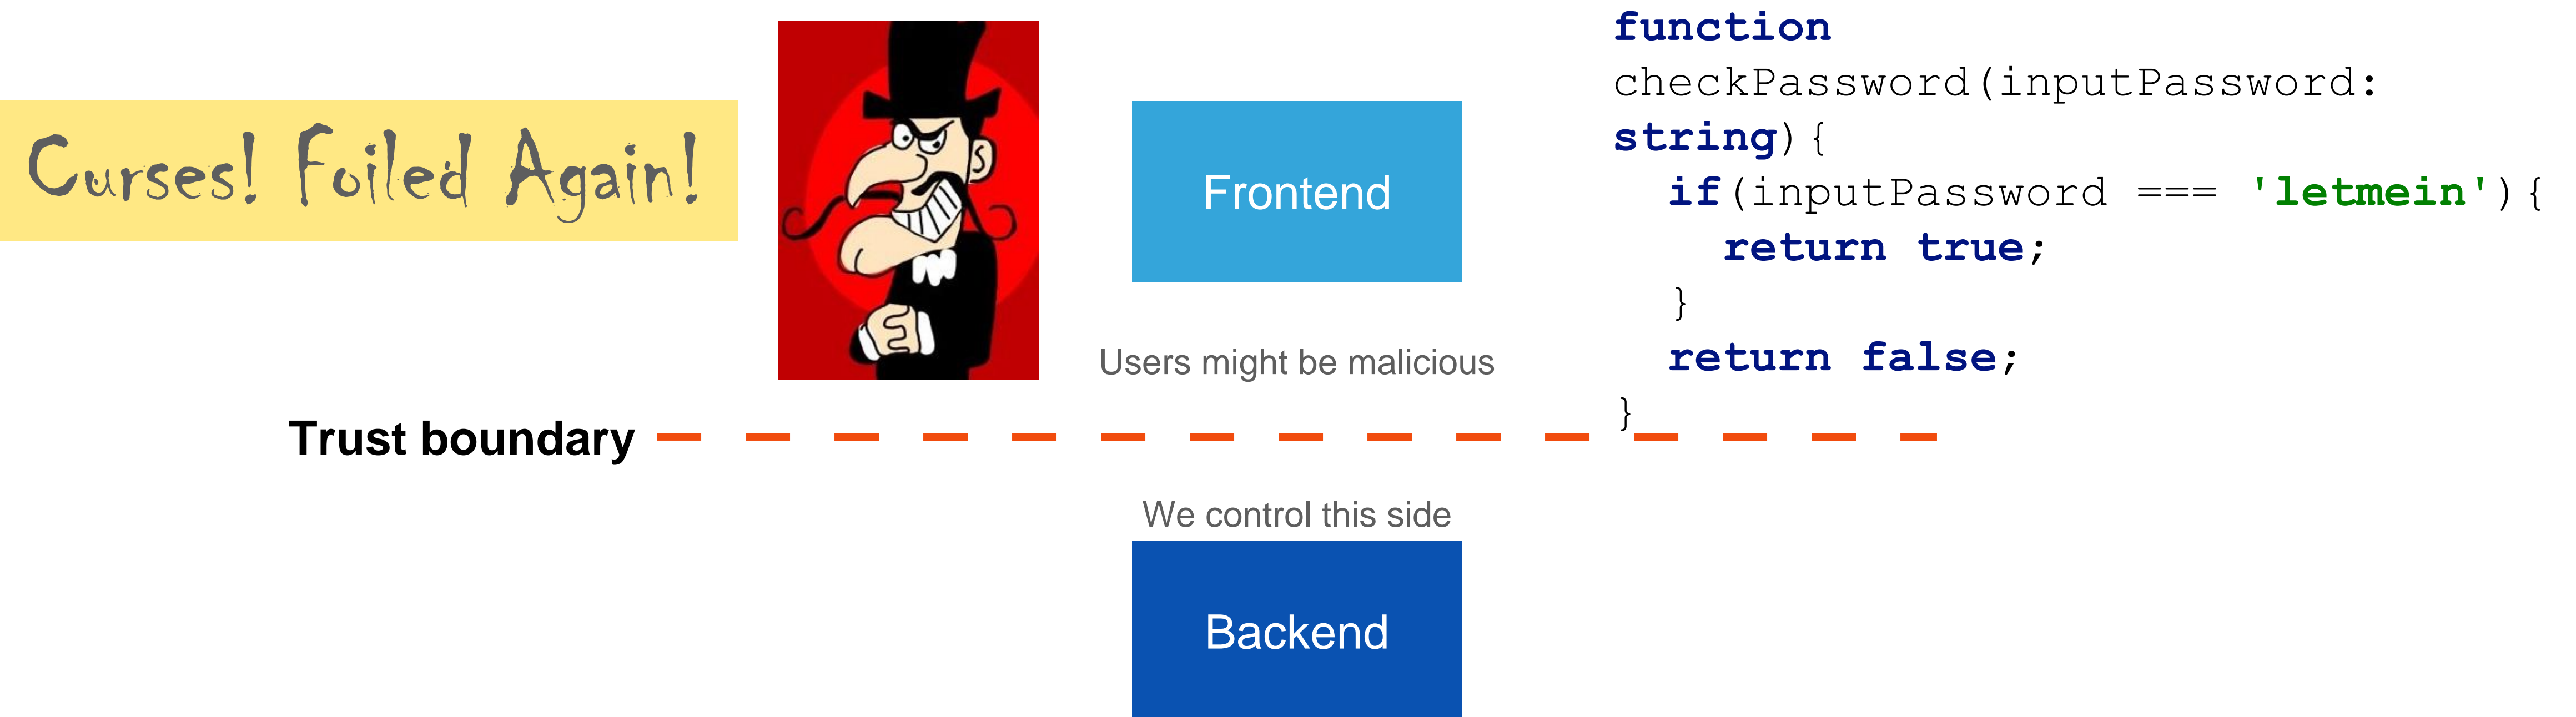 Curses! Foiled Again!
Frontend
Users might be malicious
function
checkPassword(inputPassword:
string){
  if(inputPassword === 'letmein'){
    return true;
  }
  return false;
}
Trust boundary
We control this side
Backend